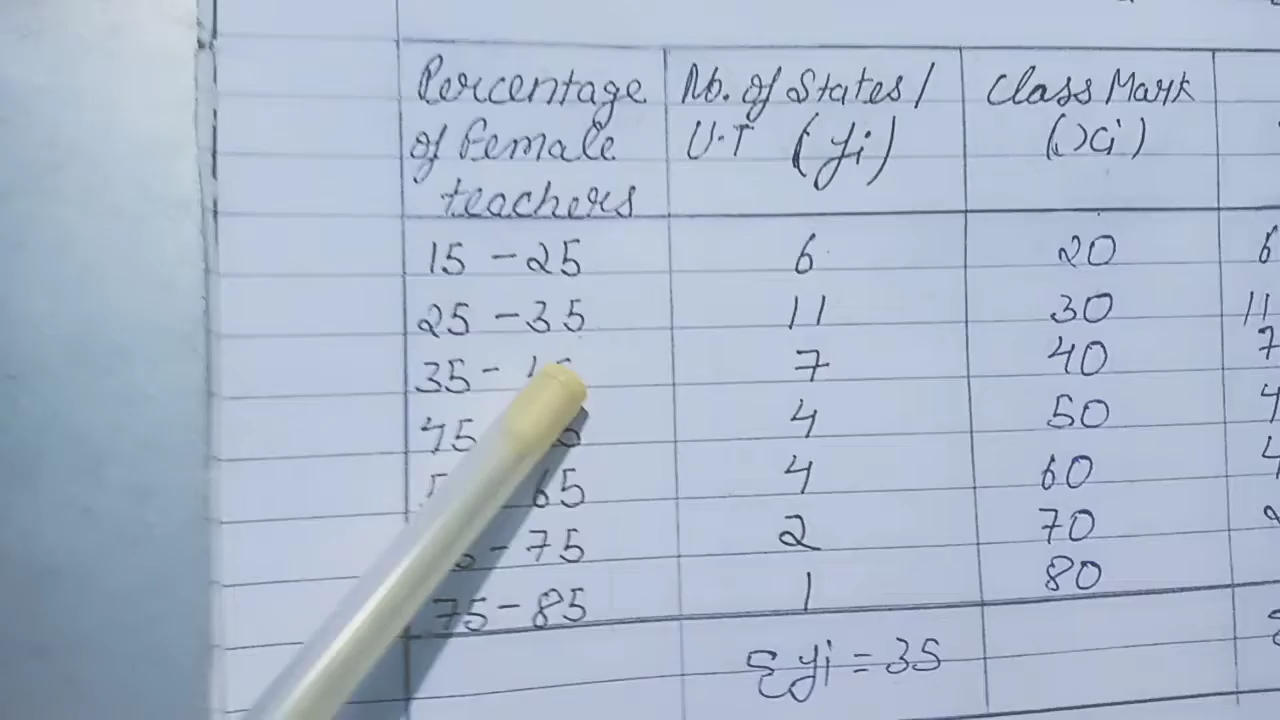 Percentage No. of States/ Class Mark
of Female U.T (fi) (xi)
teachers
15 - 25 6 20 6
25 - 35 11 30 11
35 - 7 40 7
45 4 50 4
65 4 60 4
- 75 2 70 2
75 - 85 1 80
Σfi = 35